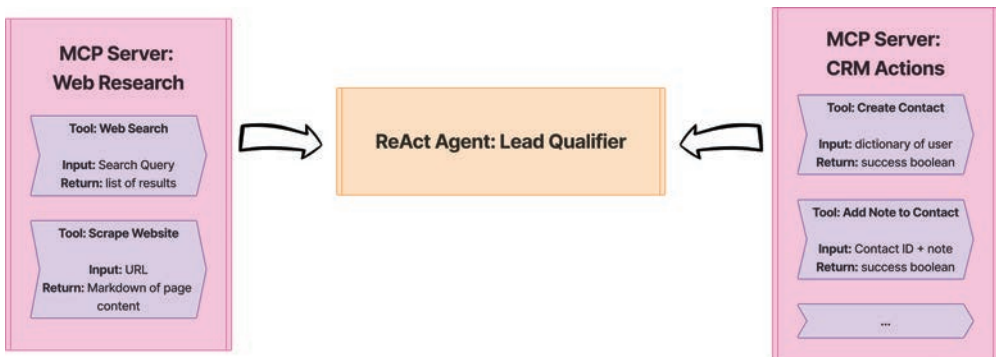 MCP Server:
Web Research
Tool: Web Search
Input: Search Query
Return: list of results
Tool: Scrape Website
Input: URL
Return: Markdown of page
content
ReAct Agent: Lead Qualifier
MCP Server:
CRM Actions
Tool: Create Contact
Input: dictionary of user
Return: success boolean
Tool: Add Note to Contact
Input: Contact ID + note
Return: success boolean
...